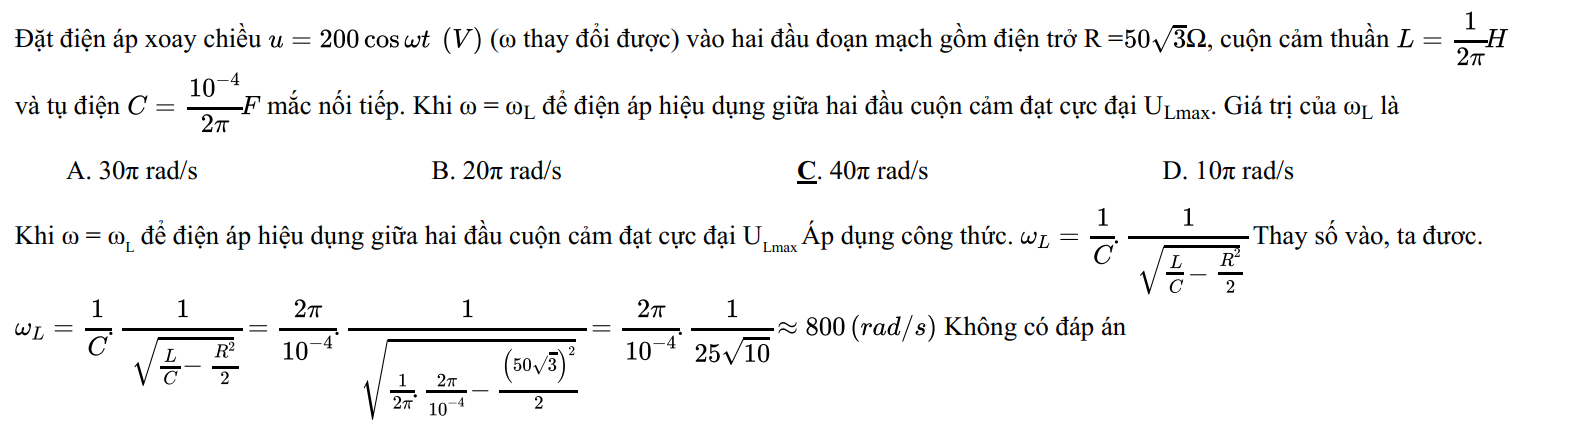 Đặt điện áp xoay chiều $u = 200\cos\omega t\ (V)$ (ω thay đổi được) vào hai đầu đoạn mạch gồm điện trở R =$50\sqrt{3}\Omega$, cuộn cảm thuần $L = \frac{1}{2\pi}H$
và tụ điện $C = \frac{10^{-4}}{2\pi}F$ mắc nối tiếp. Khi ω = ω_L để điện áp hiệu dụng giữa hai đầu cuộn cảm đạt cực đại U_{Lmax}. Giá trị của ω_L là
A. 30π rad/s B. 20π rad/s C. 40π rad/s D. 10π rad/s
Khi ω = ω_L để điện áp hiệu dụng giữa hai đầu cuộn cảm đạt cực đại U_{Lmax} Áp dụng công thức. $\omega_L = \frac{1}{C}.\frac{1}{\sqrt{\frac{L}{C} - \frac{R^2}{2}}}$ Thay số vào, ta đươc.
$\omega_L = \frac{1}{C}.\frac{1}{\sqrt{\frac{L}{C} - \frac{R^2}{2}}} = \frac{2\pi}{10^{-4}}.\frac{1}{\sqrt{\frac{1}{2\pi}.\frac{2\pi}{10^{-4}} - \frac{(50\sqrt{3})^2}{2}}} = \frac{2\pi}{10^{-4}}.\frac{1}{25\sqrt{10}} \approx 800\,(rad/s)$ Không có đáp án